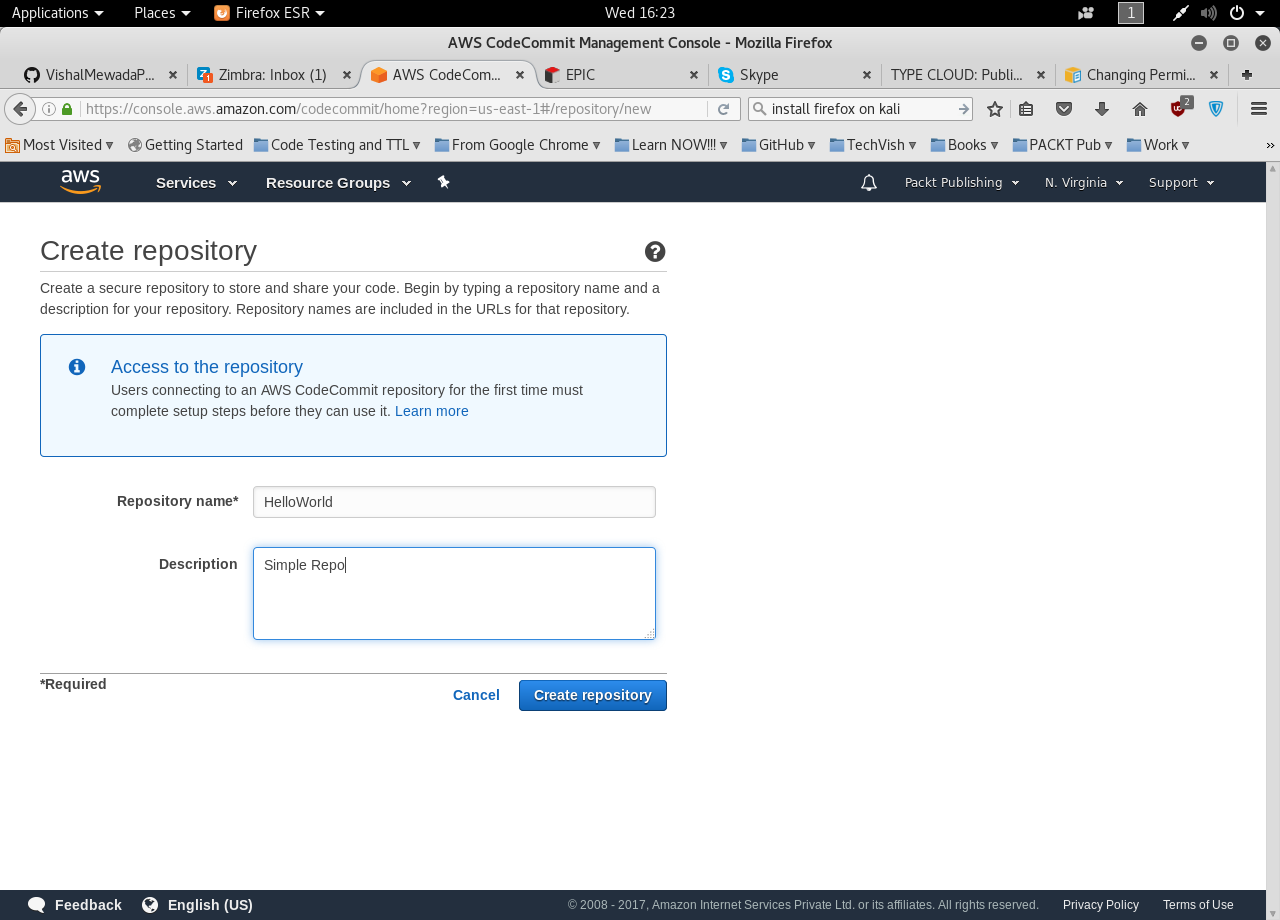 Applications Places Firefox ESR Wed 16:23 1
AWS CodeCommit Management Console - Mozilla Firefox
VishalMewadaP... Zimbra: Inbox (1) AWS CodeCom... EPIC Skype TYPE CLOUD: Publi... Changing Permi...
https://console.aws.amazon.com/codecommit/home?region=us-east-1#/repository/new install firefox on kali 2
Most Visited Getting Started Code Testing and TTL From Google Chrome Learn NOW!!! GitHub TechVish Books PACKT Pub Work »
aws Services Resource Groups Packt Publishing N. Virginia Support
Create repository
Create a secure repository to store and share your code. Begin by typing a repository name and a
description for your repository. Repository names are included in the URLs for that repository.
Access to the repository
Users connecting to an AWS CodeCommit repository for the first time must
complete setup steps before they can use it. Learn more
Repository name* HelloWorld
Description Simple Repo
*Required
Cancel Create repository
Feedback English (US) © 2008 - 2017, Amazon Internet Services Private Ltd. or its affiliates. All rights reserved. Privacy Policy Terms of Use